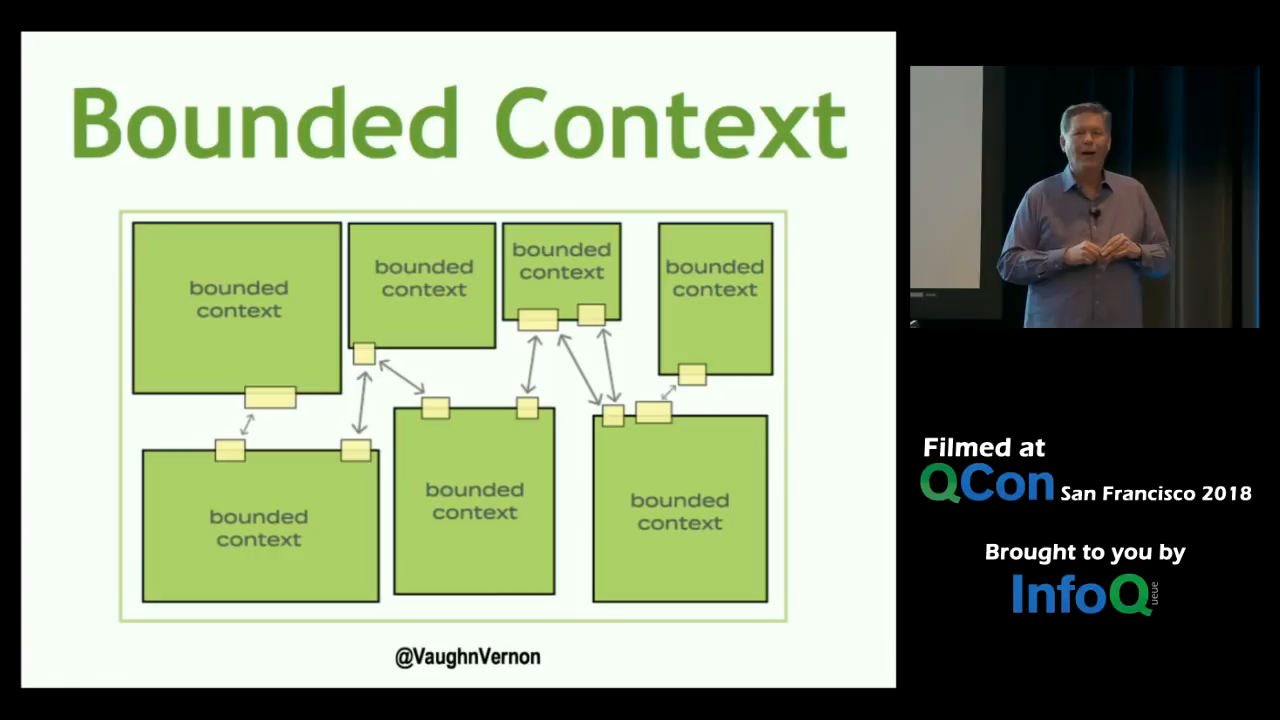 Bounded Context
bounded
context
bounded
context
bounded
context
bounded
context
bounded
context
bounded
context
bounded
context
@VaughnVernon
Filmed at
QCon San Francisco 2018
Brought to you by
InfoQ
ueue